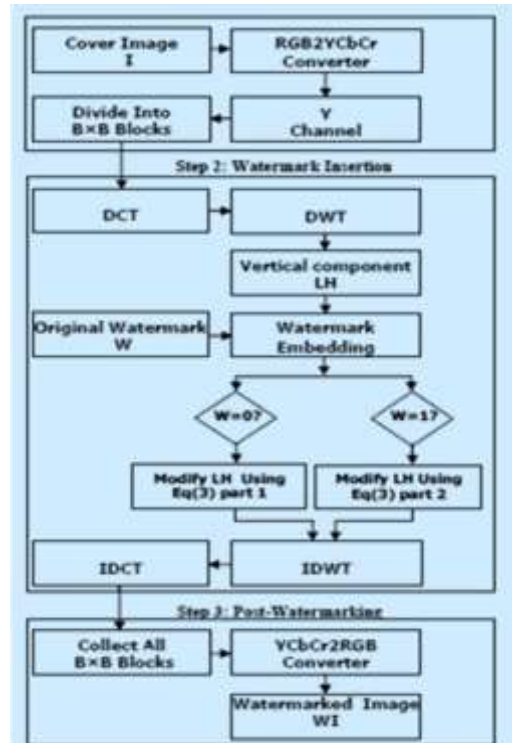 Cover Image
I
RGB2YCbCr
Converter
Y
Channel
Divide Into
B×B Blocks
Step 2: Watermark Insertion
DCT
DWT
Vertical component
LH
Original Watermark
W
Watermark
Embedding
W=0?
W=1?
Modify LH Using
Eq(3) part 1
Modify LH Using
Eq(3) part 2
IDWT
IDCT
Step 3: Post-Watermarking
Collect All
B×B Blocks
YCbCr2RGB
Converter
Watermarked Image
WI